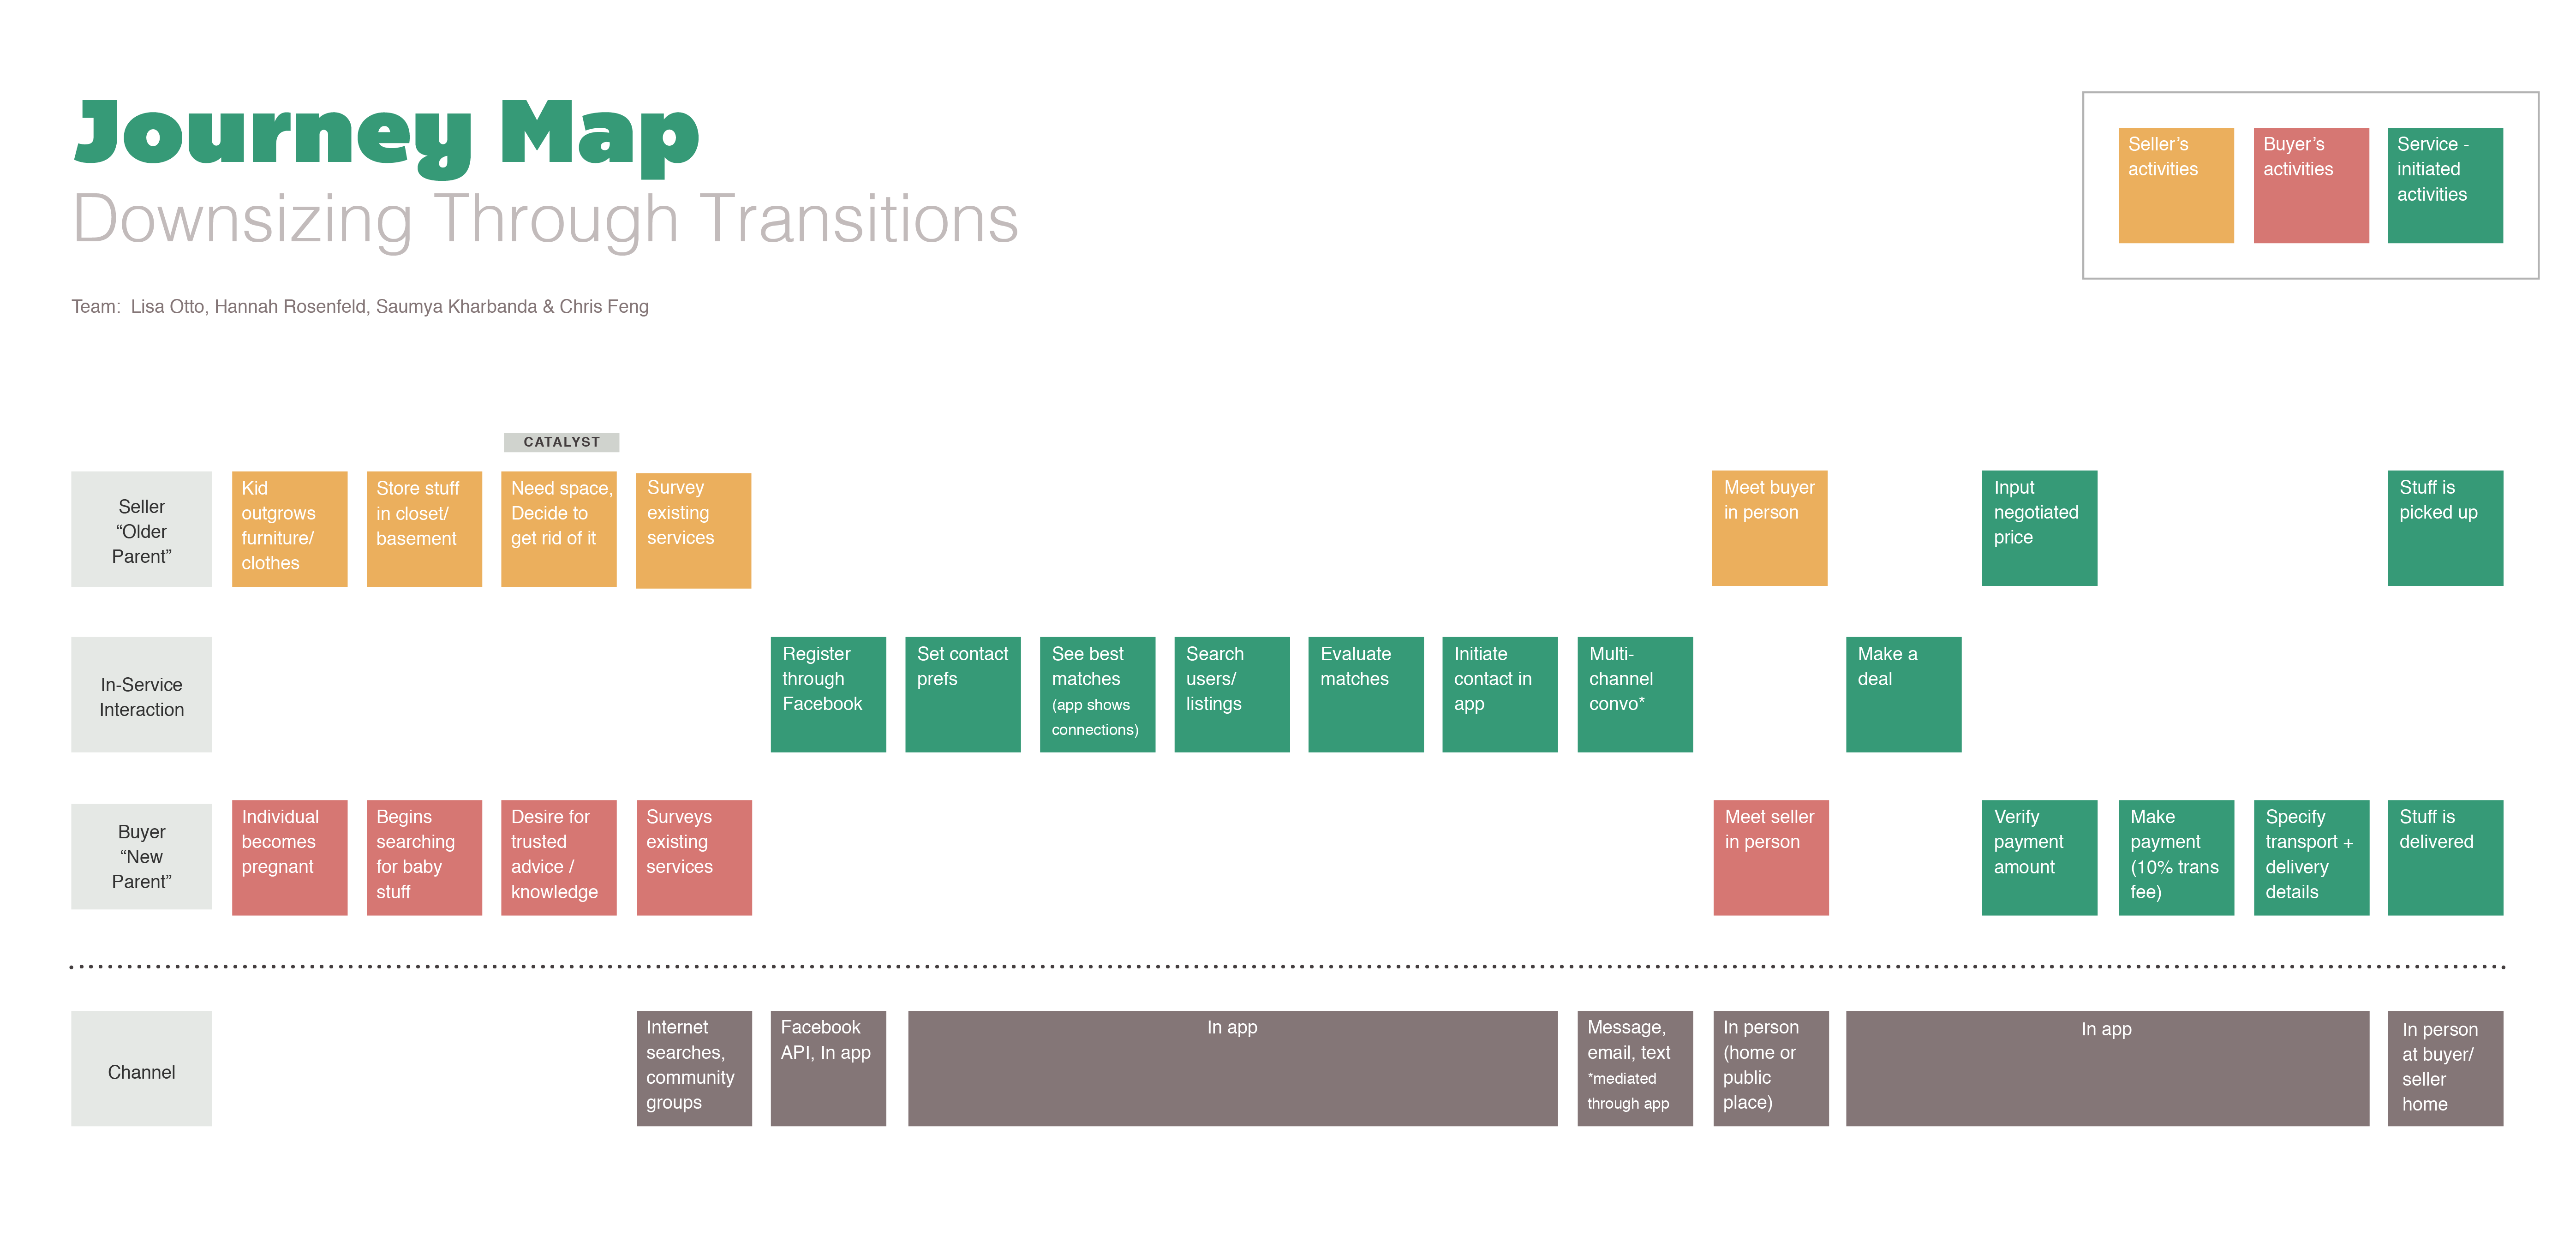 Journey Map
Downsizing Through Transitions
Team: Lisa Otto, Hannah Rosenfeld, Saumya Kharbanda & Chris Feng
Seller’s
activities
Buyer’s
activities
Service -
initiated
activities
CATALYST
Seller
“Older
Parent”
Kid
outgrows
furniture/
clothes
Store stuff
in closet/
basement
Need space,
Decide to
get rid of it
Survey
existing
services
Meet buyer
in person
Input
negotiated
price
Stuff is
picked up
In-Service
Interaction
Register
through
Facebook
Set contact
prefs
See best
matches
(app shows
connections)
Search
users/
listings
Evaluate
matches
Initiate
contact in
app
Multi-
channel
convo*
Make a
deal
Buyer
“New
Parent”
Individual
becomes
pregnant
Begins
searching
for baby
stuff
Desire for
trusted
advice /
knowledge
Surveys
existing
services
Meet seller
in person
Verify
payment
amount
Make
payment
(10% trans
fee)
Specify
transport +
delivery
details
Stuff is
delivered
Channel
Internet
searches,
community
groups
Facebook
API, In app
In app
Message,
email, text
*mediated
through app
In person
(home or
public
place)
In app
In person
at buyer/
seller
home